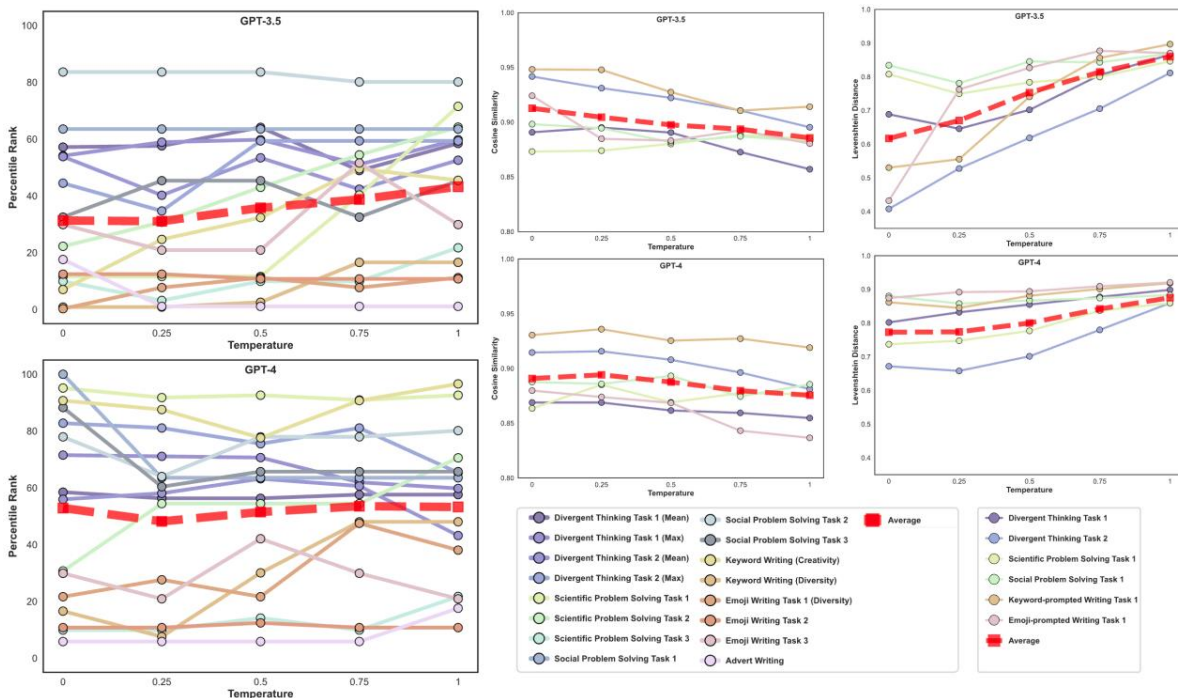 GPT-3.5
Percentile Rank
100
80
60
40
20
0
0
0.25
0.5
0.75
1
Temperature
GPT-4
Percentile Rank
100
80
60
40
20
0
0
0.25
0.5
0.75
1
Temperature
GPT-3.5
Cosine Similarity
1.00
0.95
0.90
0.85
0.80
0
0.25
0.5
0.75
1
Temperature
GPT-4
Cosine Similarity
1.00
0.95
0.90
0.85
0.80
0
0.25
0.5
0.75
1
Temperature
GPT-3.5
Levenshtein Distance
1.0
0.9
0.8
0.7
0.6
0.5
0.4
0
0.25
0.5
0.75
1
Temperature
GPT-4
Levenshtein Distance
1.0
0.9
0.8
0.7
0.6
0.5
0.4
0
0.25
0.5
0.75
1
Temperature
Divergent Thinking Task 1 (Mean)
Divergent Thinking Task 1 (Max)
Divergent Thinking Task 2 (Mean)
Divergent Thinking Task 2 (Max)
Scientific Problem Solving Task 1
Scientific Problem Solving Task 2
Scientific Problem Solving Task 3
Social Problem Solving Task 1
Social Problem Solving Task 2
Social Problem Solving Task 3
Keyword Writing (Creativity)
Keyword Writing (Diversity)
Emoji Writing Task 1 (Diversity)
Emoji Writing Task 2
Emoji Writing Task 3
Advert Writing
Average
Divergent Thinking Task 1
Divergent Thinking Task 2
Scientific Problem Solving Task 1
Social Problem Solving Task 1
Keyword-prompted Writing Task 1
Emoji-prompted Writing Task 1
Average